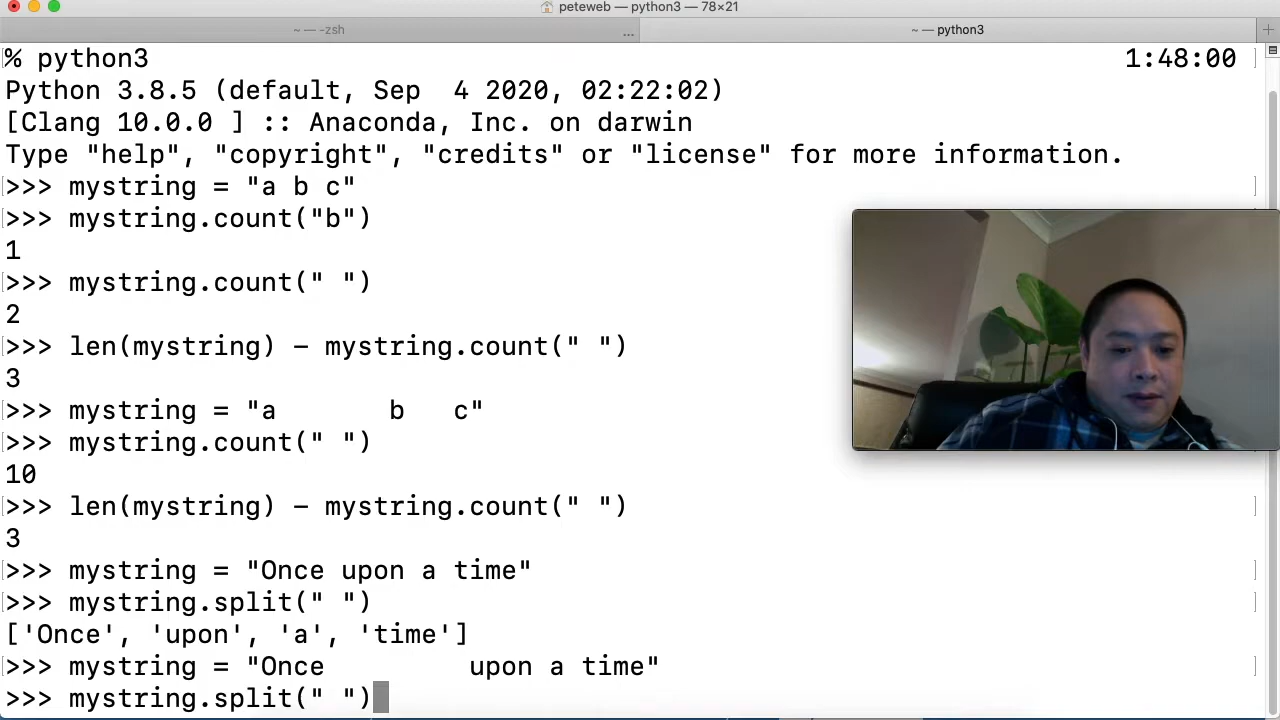 peteweb — python3 — 78×21
~ — -zsh ... ~ — python3
% python3 1:48:00
Python 3.8.5 (default, Sep  4 2020, 02:22:02)
[Clang 10.0.0 ] :: Anaconda, Inc. on darwin
Type "help", "copyright", "credits" or "license" for more information.
>>> mystring = "a b c"
>>> mystring.count("b")
1
>>> mystring.count(" ")
2
>>> len(mystring) - mystring.count(" ")
3
>>> mystring = "a       b   c"
>>> mystring.count(" ")
10
>>> len(mystring) - mystring.count(" ")
3
>>> mystring = "Once upon a time"
>>> mystring.split(" ")
['Once', 'upon', 'a', 'time']
>>> mystring = "Once         upon a time"
>>> mystring.split(" ")